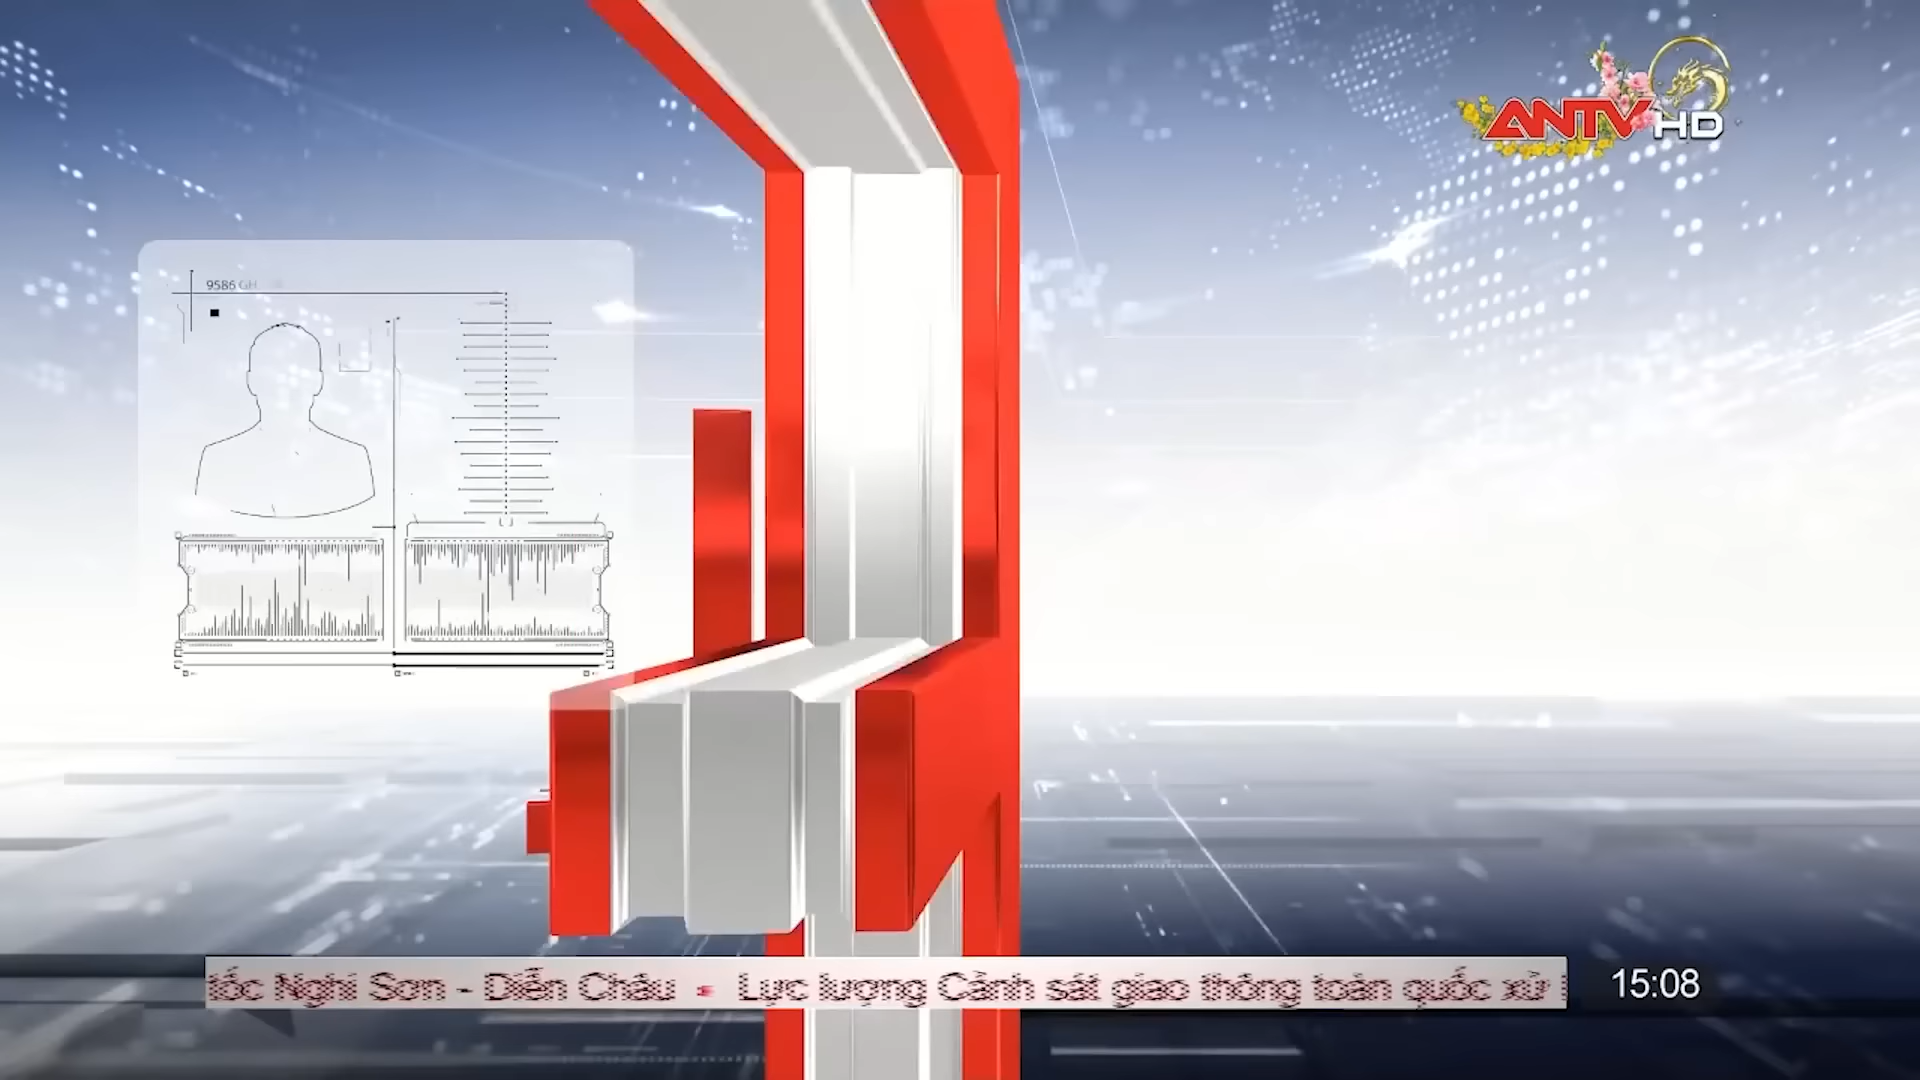 ANTV HD
9586 GH
tốc Nghi Sơn - Diễn Châu • Lực lượng Cảnh sát giao thông toàn quốc xử
15:08